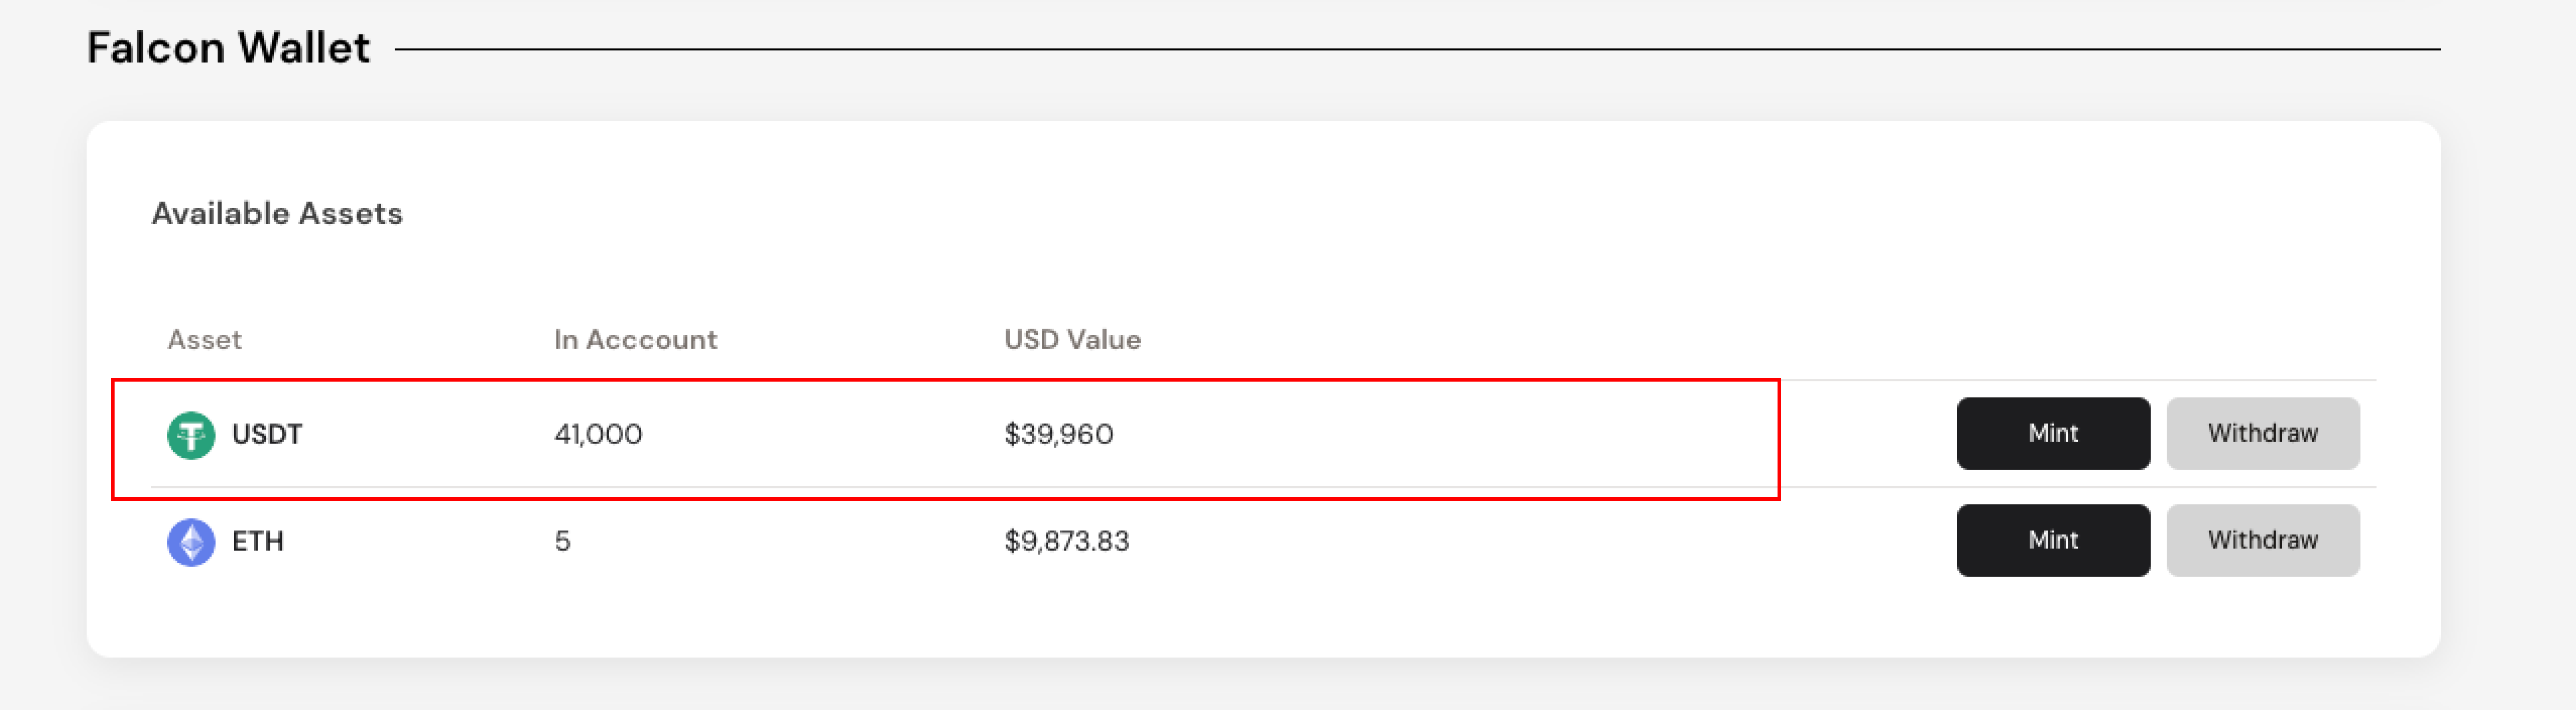 Falcon Wallet
Available Assets
Asset In Acccount USD Value
USDT 41,000 $39,960 Mint Withdraw
ETH 5 $9,873.83 Mint Withdraw